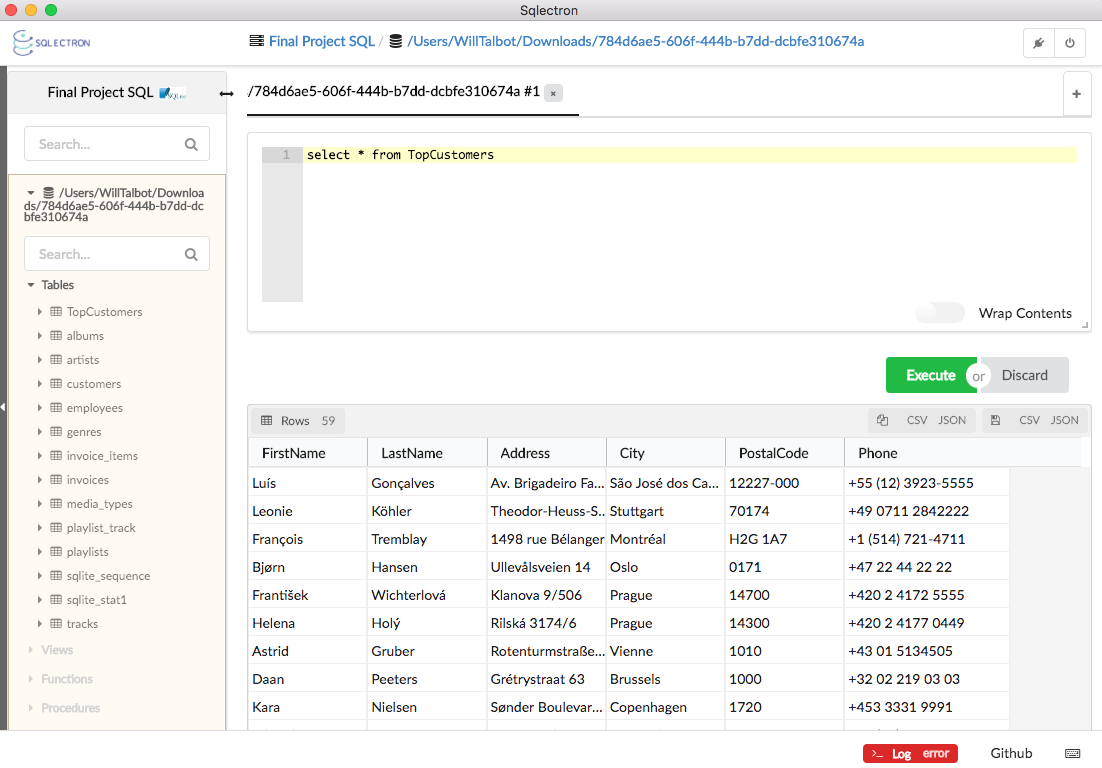 Sqlectron
SQLECTRON
Final Project SQL / /Users/WillTalbot/Downloads/784d6ae5-606f-444b-b7dd-dcbfe310674a
Final Project SQL SQLite
Search...
/Users/WillTalbot/Downloa
ds/784d6ae5-606f-444b-b7dd-dc
bfe310674a
Search...
Tables
TopCustomers
albums
artists
customers
employees
genres
invoice_items
invoices
media_types
playlist_track
playlists
sqlite_sequence
sqlite_stat1
tracks
Views
Functions
Procedures
/784d6ae5-606f-444b-b7dd-dcbfe310674a #1 ×
+
1 select * from TopCustomers
Wrap Contents
Execute or Discard
Rows 59 CSV JSON CSV JSON
FirstName LastName Address City PostalCode Phone
Luís Gonçalves Av. Brigadeiro Fa... São José dos Ca... 12227-000 +55 (12) 3923-5555
Leonie Köhler Theodor-Heuss-S... Stuttgart 70174 +49 0711 2842222
François Tremblay 1498 rue Bélanger Montréal H2G 1A7 +1 (514) 721-4711
Bjørn Hansen Ullevålsveien 14 Oslo 0171 +47 22 44 22 22
František Wichterlová Klanova 9/506 Prague 14700 +420 2 4172 5555
Helena Holý Rilská 3174/6 Prague 14300 +420 2 4177 0449
Astrid Gruber Rotenturmstraße... Vienne 1010 +43 01 5134505
Daan Peeters Grétrystraat 63 Brussels 1000 +32 02 219 03 03
Kara Nielsen Sønder Boulevar... Copenhagen 1720 +453 3331 9991
>_ Log error Github